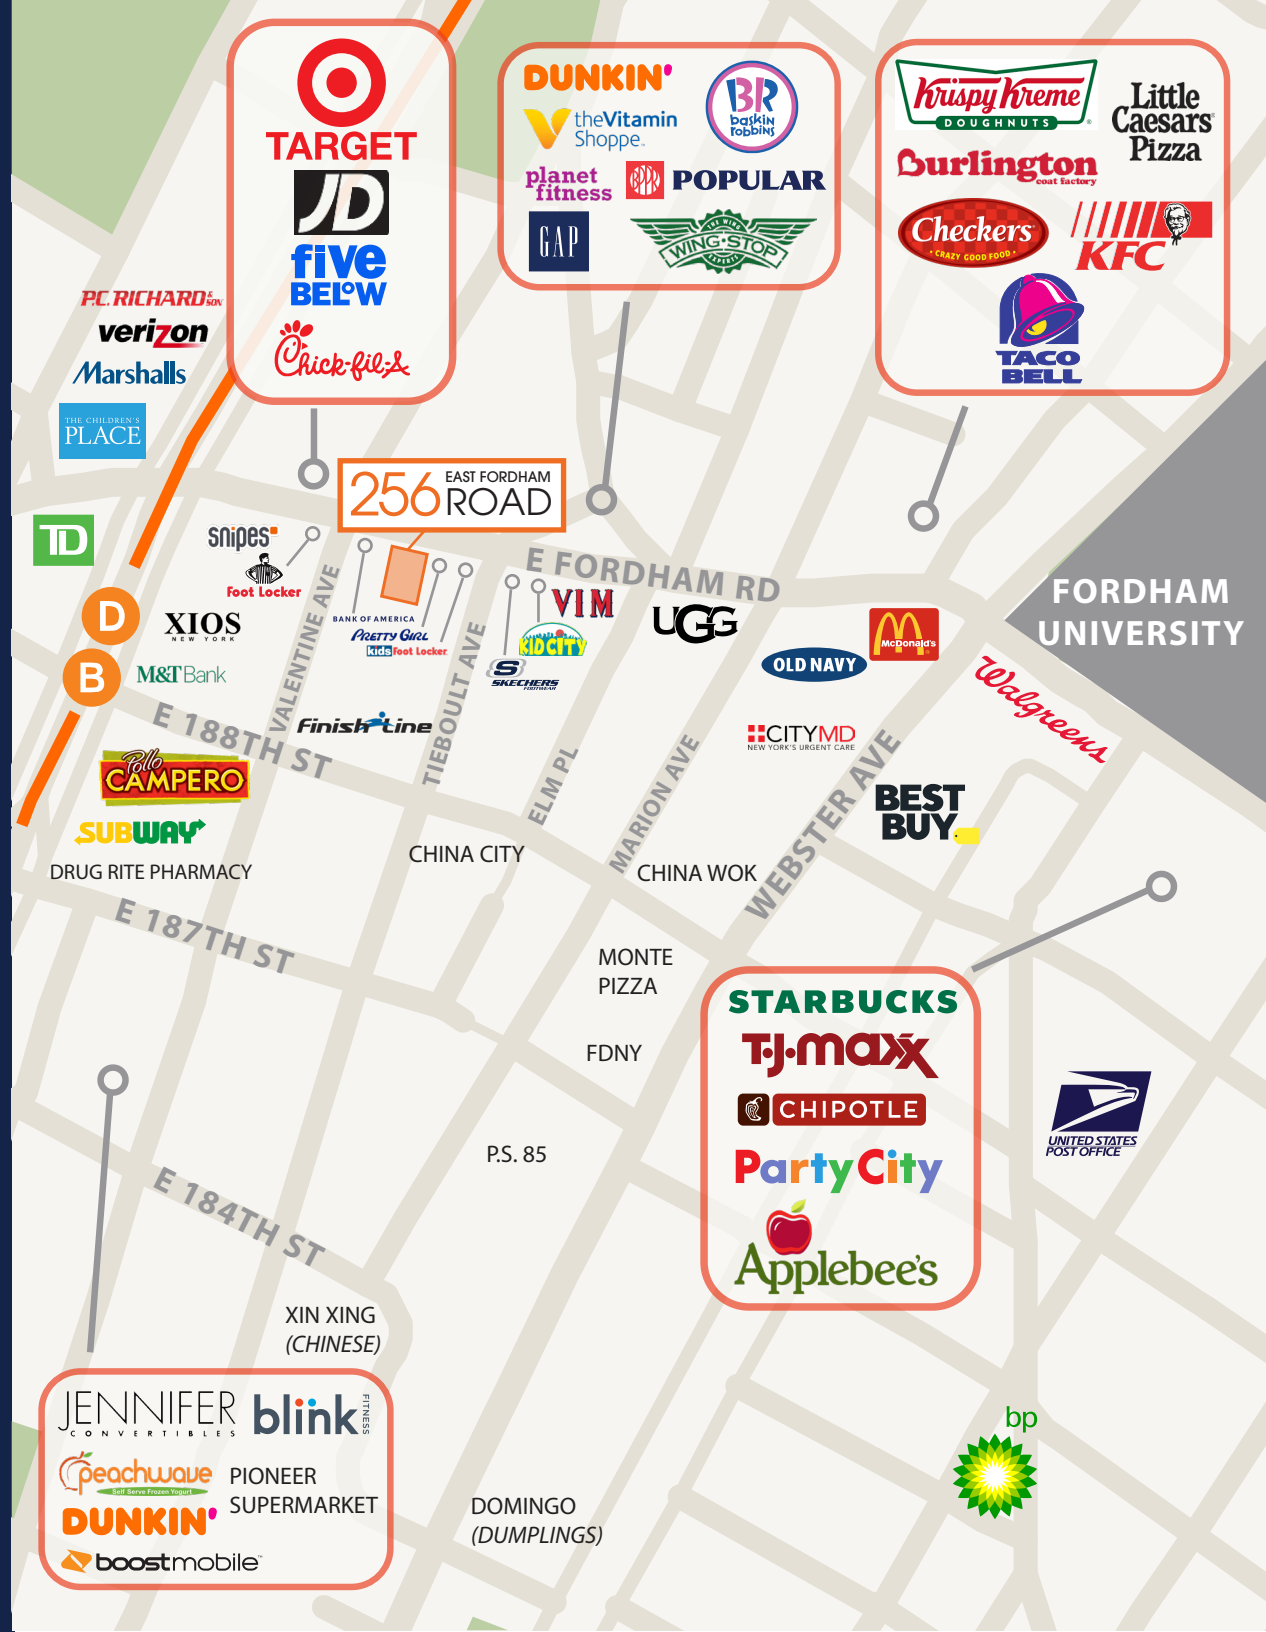 TARGET
JD
five
BELOW
Chick-fil-A
DUNKIN'
theVitamin
Shoppe
BR
baskin
robbins
planet
fitness
POPULAR
GAP
THE WING
WING·STOP
EXPERTS
Krispy Kreme
DOUGHNUTS
Little
Caesars
Pizza
Burlington
coat factory
Checkers
CRAZY GOOD FOOD
KFC
TACO
BELL
P.C. RICHARD & SON
verizon
Marshalls
THE CHILDREN'S
PLACE
256 EAST FORDHAM
ROAD
TD
snipes
Foot Locker
E FORDHAM RD
FORDHAM
UNIVERSITY
D
XIOS
NEW YORK
B
M&T Bank
VALENTINE AVE
BANK OF AMERICA
PRETTY GIRL
kids Foot Locker
TIEBOULT AVE
VIM
KIDCITY
S
SKECHERS
FOOTWEAR
UGG
OLD NAVY
McDonald's
Walgreens
Finish Line
E 188TH ST
CITYMD
NEW YORK'S URGENT CARE
ELM PL
MARION AVE
WEBSTER AVE
BEST
BUY
Pollo
CAMPERO
SUBWAY
DRUG RITE PHARMACY
CHINA CITY
CHINA WOK
E 187TH ST
MONTE
PIZZA
FDNY
P.S. 85
STARBUCKS
T·J·maxx
CHIPOTLE
Party City
Applebee's
UNITED STATES
POST OFFICE
E 184TH ST
XIN XING
(CHINESE)
JENNIFER
CONVERTIBLES
blink FITNESS
peachwave
Self Serve Frozen Yogurt
PIONEER
SUPERMARKET
DUNKIN'
boostmobile
DOMINGO
(DUMPLINGS)
bp